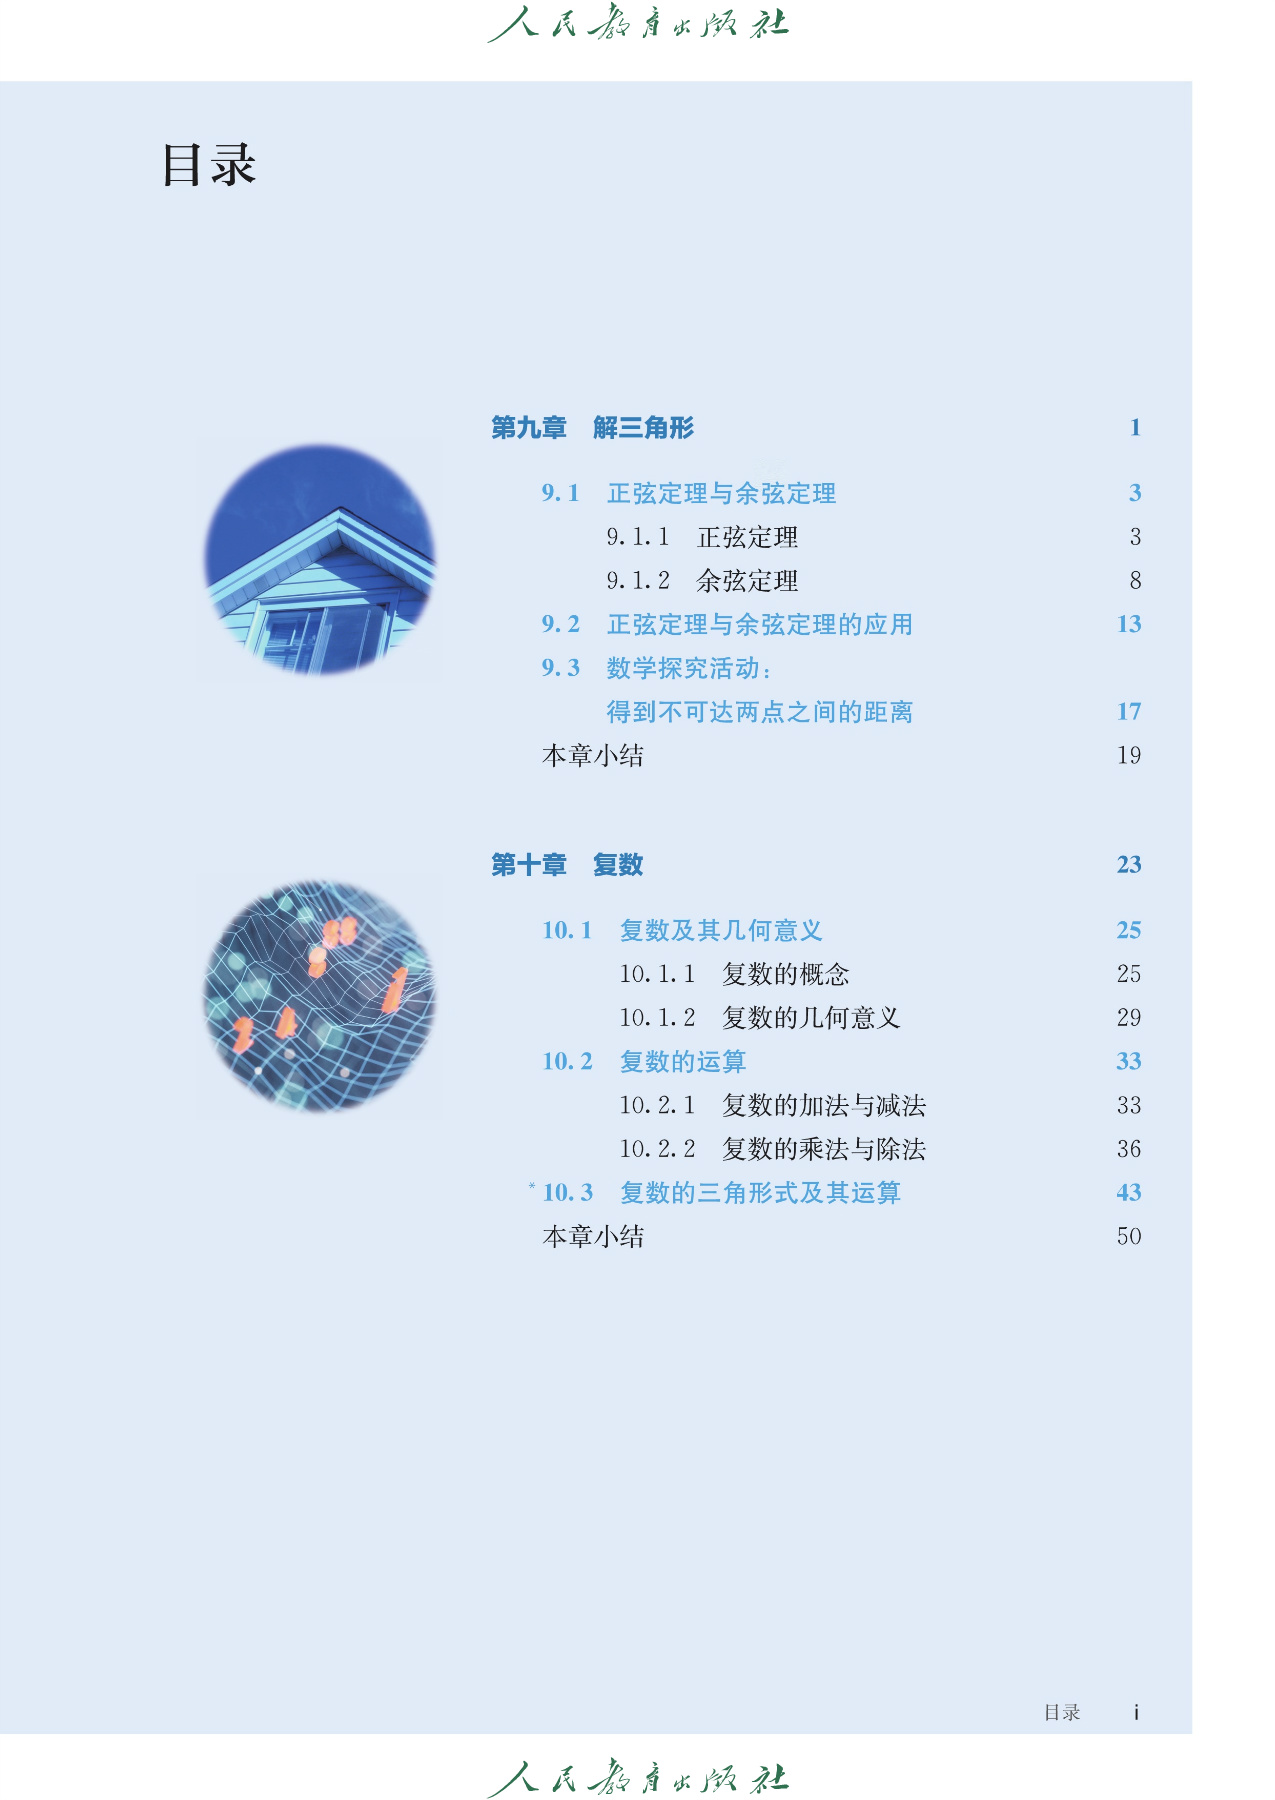 人民教育出版社
目录
第九章 解三角形 1
9.1 正弦定理与余弦定理 3
9.1.1 正弦定理 3
9.1.2 余弦定理 8
9.2 正弦定理与余弦定理的应用 13
9.3 数学探究活动：
得到不可达两点之间的距离 17
本章小结 19
第十章 复数 23
10.1 复数及其几何意义 25
10.1.1 复数的概念 25
10.1.2 复数的几何意义 29
10.2 复数的运算 33
10.2.1 复数的加法与减法 33
10.2.2 复数的乘法与除法 36
*10.3 复数的三角形式及其运算 43
本章小结 50
目录 i
人民教育出版社